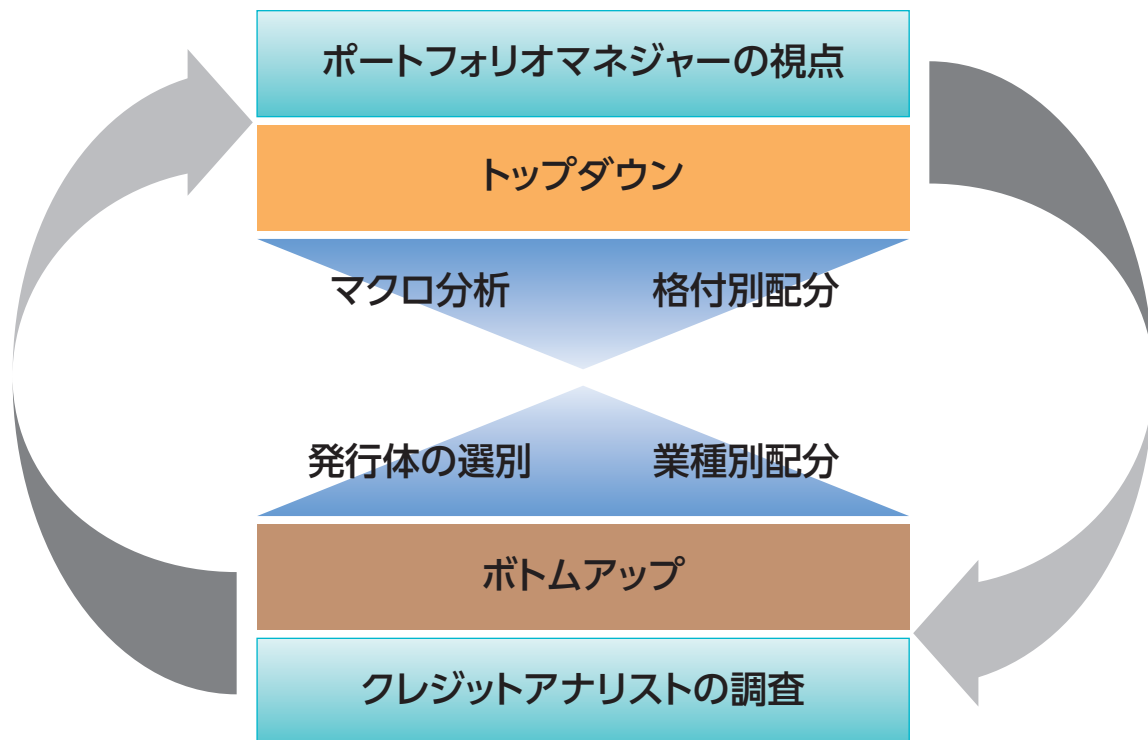 ポートフォリオマネジャーの視点
トップダウン
マクロ分析 格付別配分
発行体の選別 業種別配分
ボトムアップ
クレジットアナリストの調査